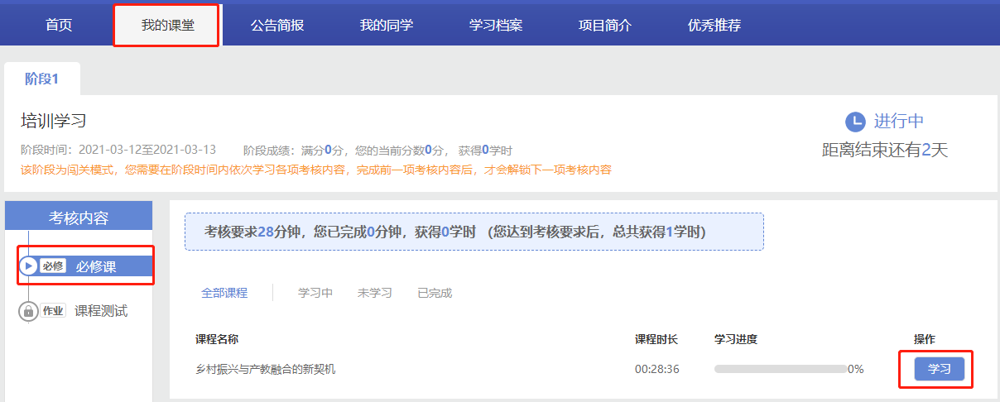 首页 我的课堂 公告简报 我的同学 学习档案 项目简介 优秀推荐
阶段1
培训学习
进行中
阶段时间：2021-03-12至2021-03-13 阶段成绩：满分0分，您的当前分数0分， 获得0学时
距离结束还有2天
该阶段为闯关模式，您需要在阶段时间内依次学习各项考核内容，完成前一项考核内容后，才会解锁下一项考核内容
考核内容
必修 必修课
作业 课程测试
考核要求28分钟，您已完成0分钟，获得0学时 （您达到考核要求后，总共获得1学时）
全部课程 学习中 未学习 已完成
课程名称 课程时长 学习进度 操作
乡村振兴与产教融合的新契机 00:28:36 0% 学习